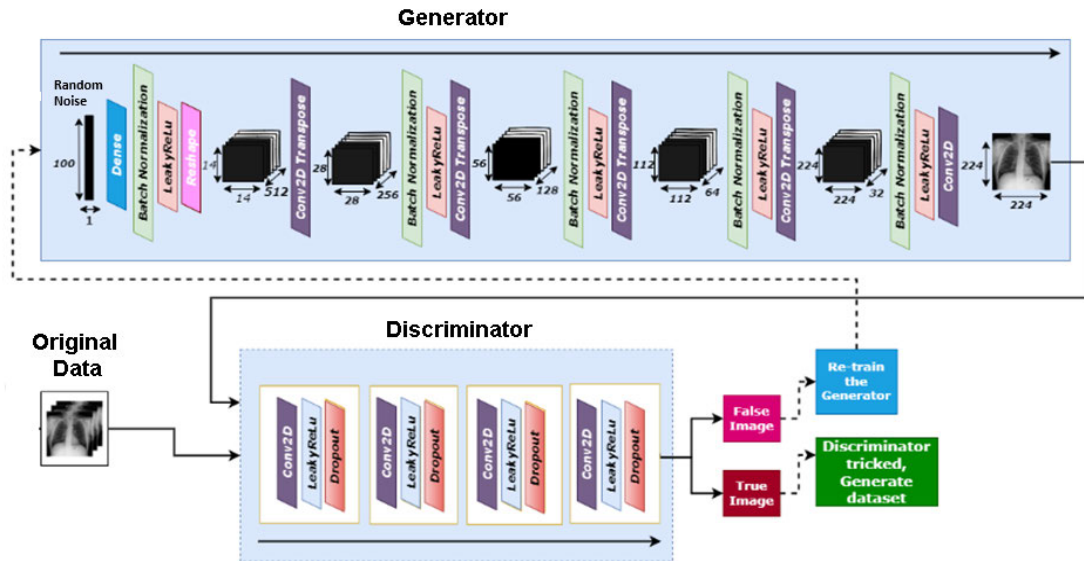 Generator
Random
Noise
100
1
Dense
Batch Normalization
LeakyReLu
Reshape
14
14
512
Conv2D Transpose
28
28
256
Batch Normalization
LeakyReLu
Conv2D Transpose
56
56
128
Batch Normalization
LeakyReLu
Conv2D Transpose
112
112
64
Batch Normalization
LeakyReLu
Conv2D Transpose
224
224
32
Batch Normalization
LeakyReLu
Conv2D
224
224
Original
Data
Discriminator
Conv2D
LeakyReLu
Dropout
Conv2D
LeakyReLu
Dropout
Conv2D
LeakyReLu
Dropout
Conv2D
LeakyReLu
Dropout
False
Image
True
Image
Re-train
the
Generator
Discriminator
tricked,
Generate
dataset